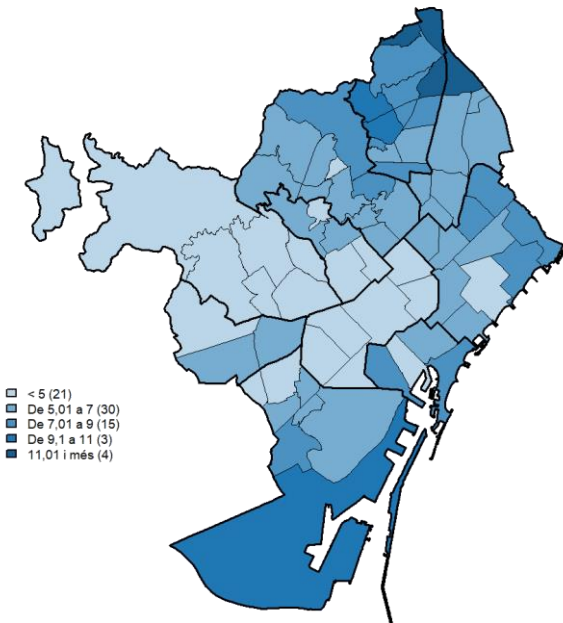 < 5 (21)
De 5,01 a 7 (30)
De 7,01 a 9 (15)
De 9,1 a 11 (3)
11,01 i més (4)